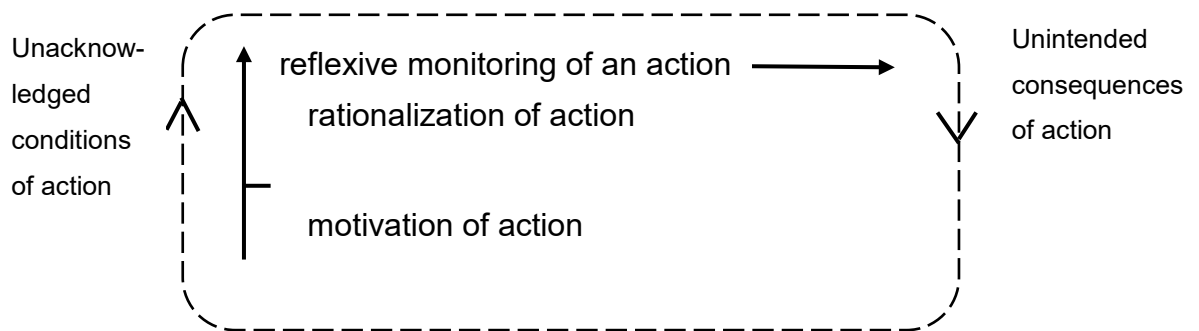 Unacknow-
ledged
conditions
of action
reflexive monitoring of an action
rationalization of action
motivation of action
Unintended
consequences
of action